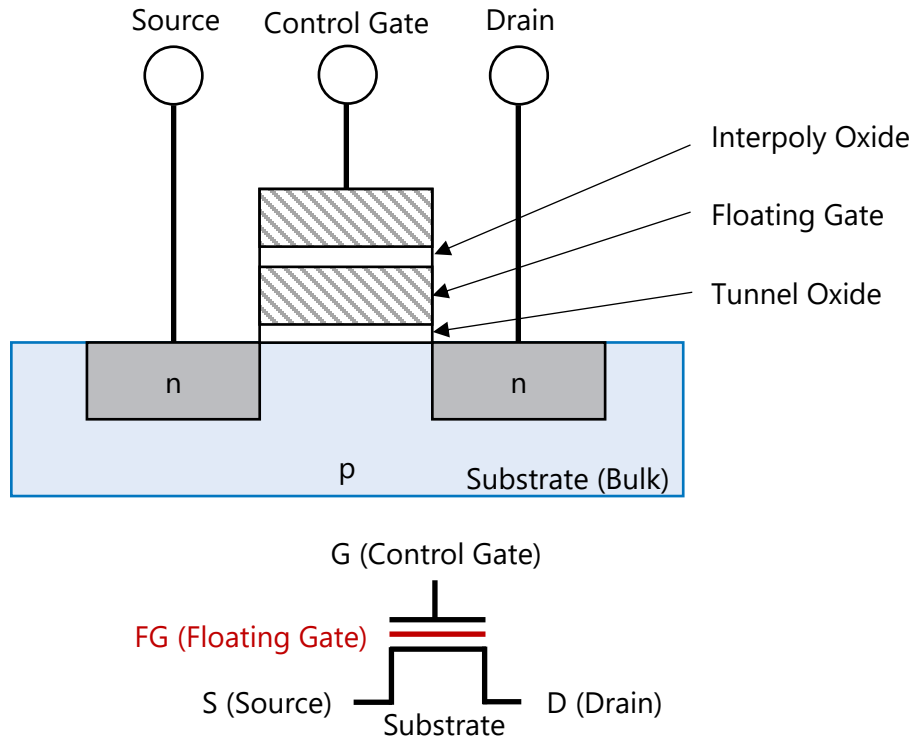 Source
Control Gate
Drain
Interpoly Oxide
Floating Gate
Tunnel Oxide
n
n
p
Substrate (Bulk)
G (Control Gate)
FG (Floating Gate)
S (Source)
D (Drain)
Substrate